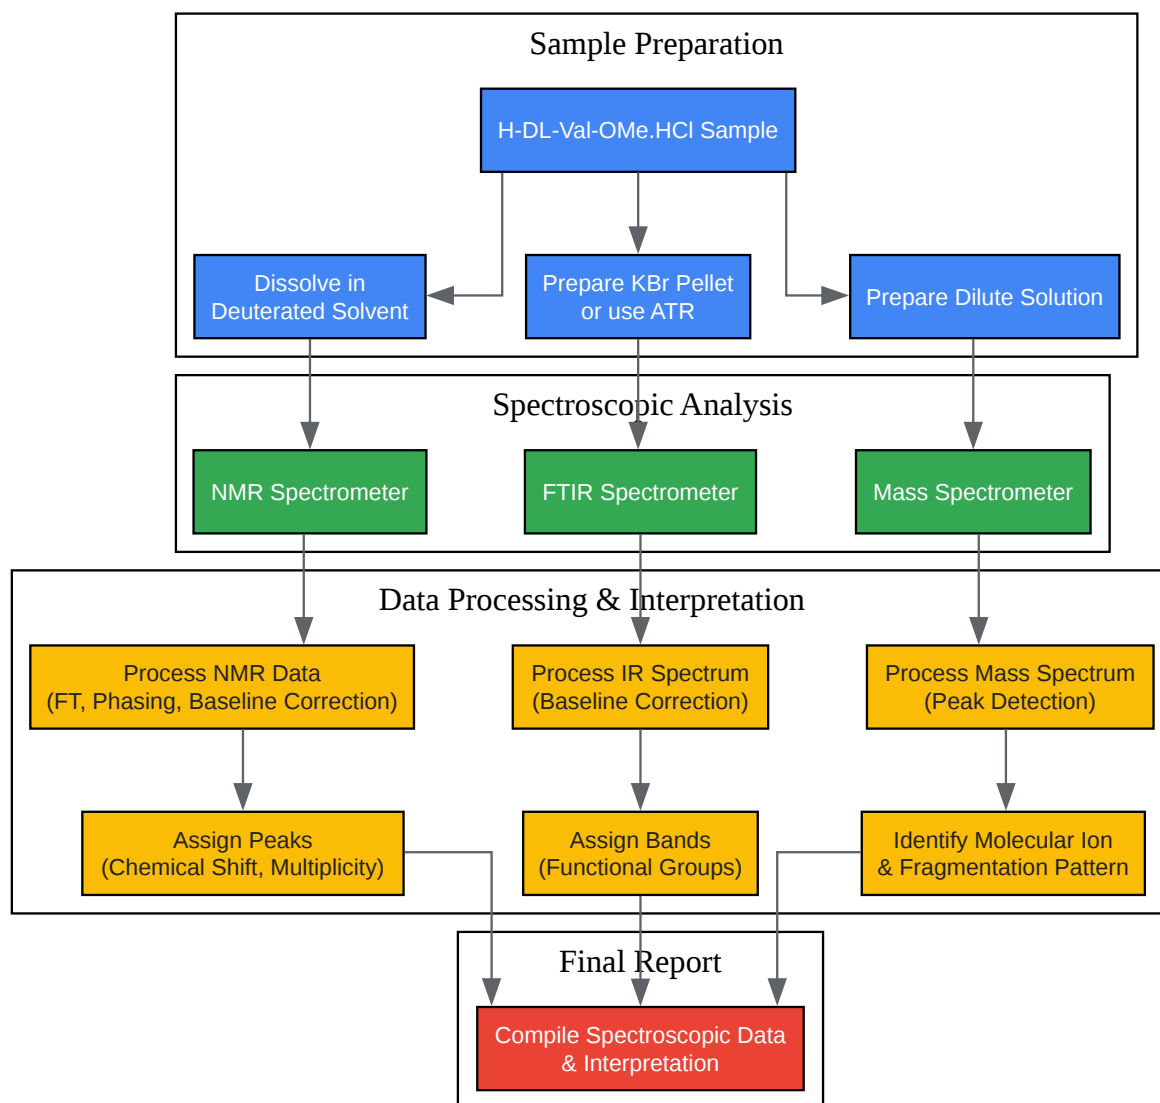 Sample Preparation
H-DL-Val-OMe.HCl Sample
Dissolve in
Deuterated Solvent
Prepare KBr Pellet
or use ATR
Prepare Dilute Solution
Spectroscopic Analysis
NMR Spectrometer
FTIR Spectrometer
Mass Spectrometer
Data Processing & Interpretation
Process NMR Data
(FT, Phasing, Baseline Correction)
Process IR Spectrum
(Baseline Correction)
Process Mass Spectrum
(Peak Detection)
Assign Peaks
(Chemical Shift, Multiplicity)
Assign Bands
(Functional Groups)
Identify Molecular Ion
& Fragmentation Pattern
Final Report
Compile Spectroscopic Data
& Interpretation